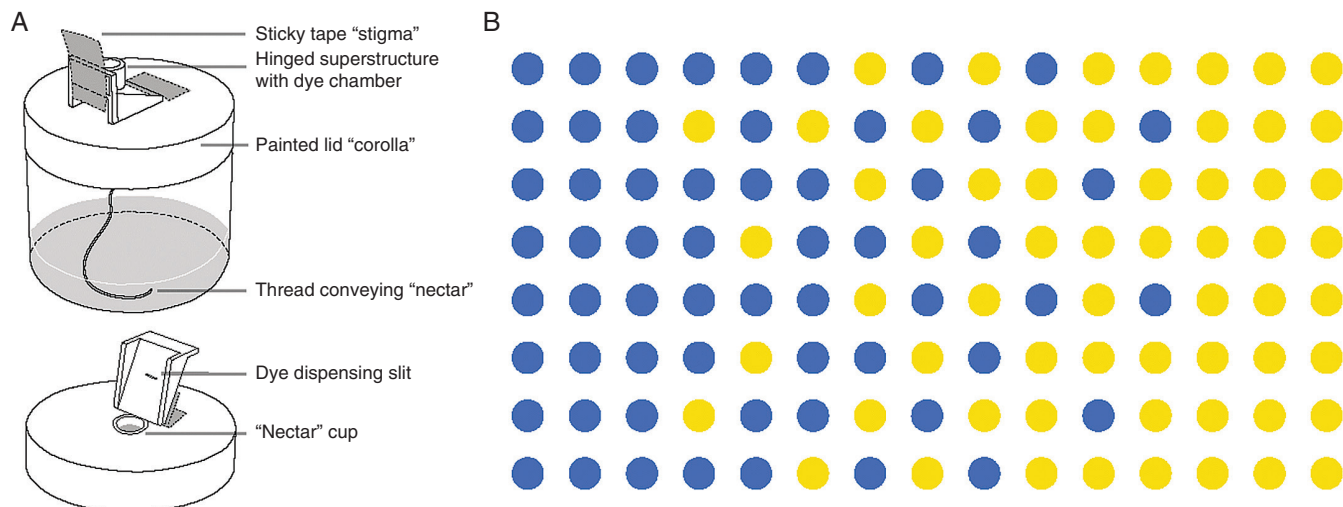 A
B
Sticky tape “stigma”
Hinged superstructure
with dye chamber
Painted lid “corolla”
Thread conveying “nectar”
Dye dispensing slit
“Nectar” cup